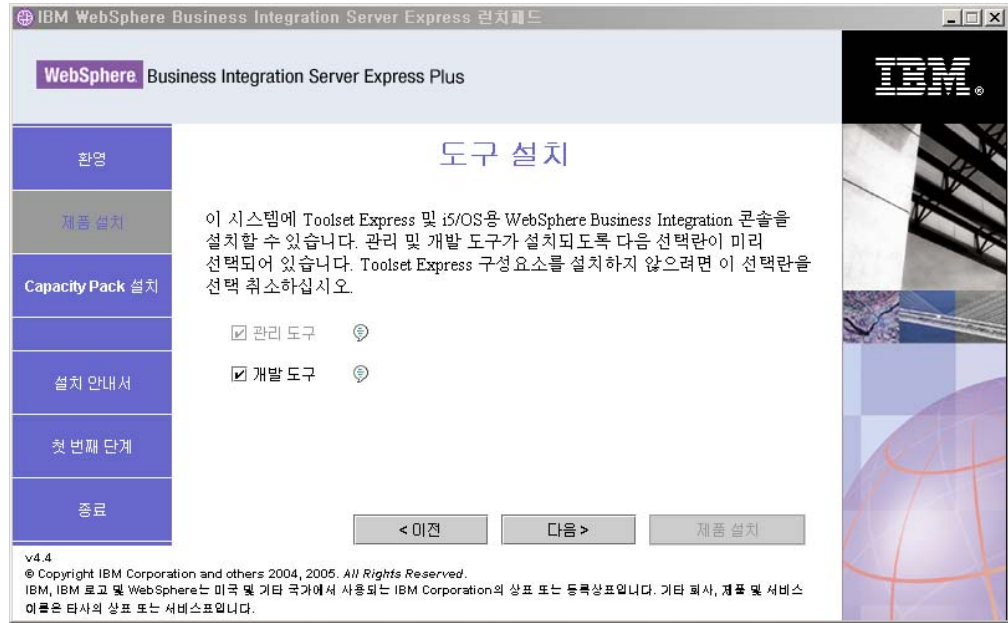 IBM WebSphere Business Integration Server Express 런치패드
WebSphere. Business Integration Server Express Plus
IBM®
환영
제품 설치
Capacity Pack 설치
설치 안내서
첫 번째 단계
종료
도구 설치
이 시스템에 Toolset Express 및 i5/OS용 WebSphere Business Integration 콘솔을
설치할 수 있습니다. 관리 및 개발 도구가 설치되도록 다음 선택란이 미리
선택되어 있습니다. Toolset Express 구성요소를 설치하지 않으려면 이 선택란을
선택 취소하십시오.
관리 도구
개발 도구
< 이전
다음 >
제품 설치
v4.4
© Copyright IBM Corporation and others 2004, 2005. All Rights Reserved.
IBM, IBM 로고 및 WebSphere는 미국 및 기타 국가에서 사용되는 IBM Corporation의 상표 또는 등록상표입니다. 기타 회사, 제품 및 서비스
이름은 타사의 상표 또는 서비스표입니다.